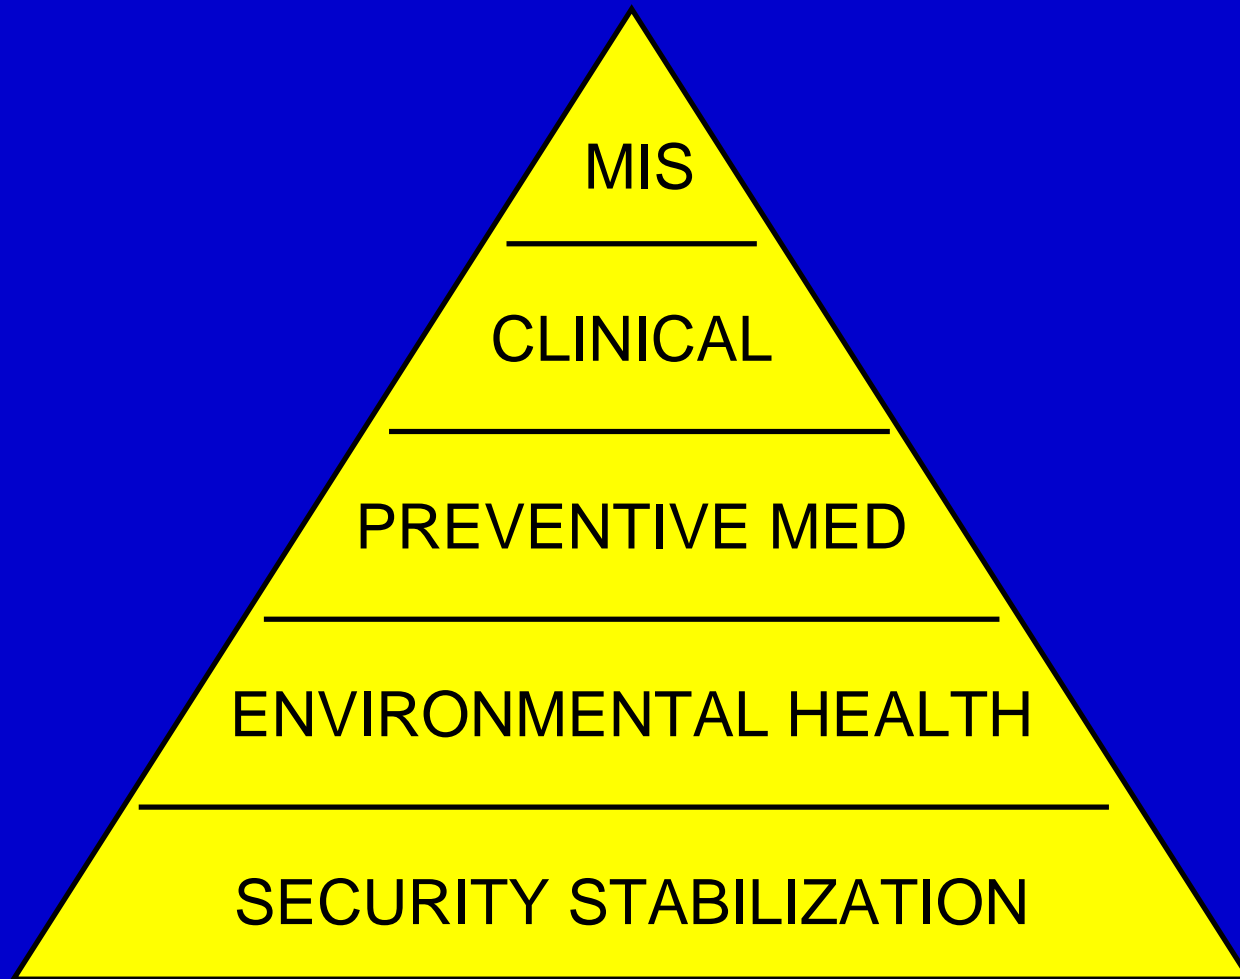 MIS
CLINICAL
PREVENTIVE MED
ENVIRONMENTAL HEALTH
SECURITY STABILIZATION